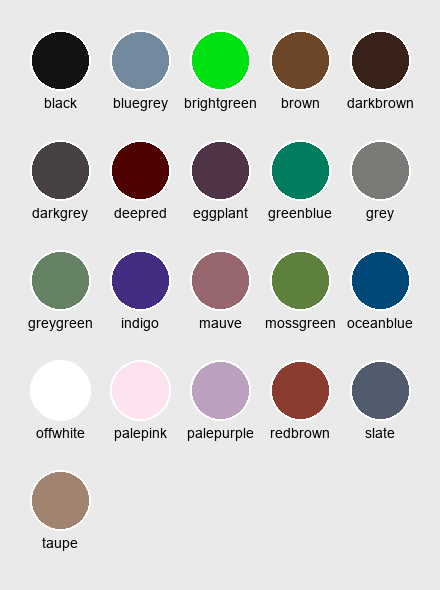 black bluegrey brightgreen brown darkbrown
darkgrey deepred eggplant greenblue grey
greygreen indigo mauve mossgreen oceanblue
offwhite palepink palepurple redbrown slate
taupe